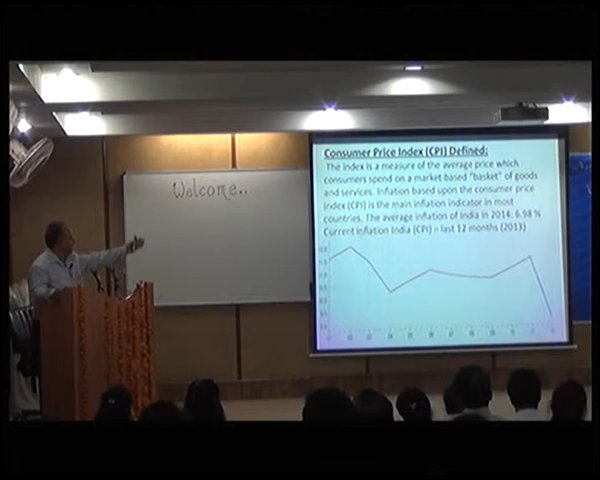 Welcome...
Consumer Price Index (CPI) Defined:
The index is a measure of the average price which
consumers spend on a market based "basket" of goods
and services. Inflation based upon the consumer price
index (CPI) is the main inflation indicator in most
countries. The average inflation of India in 2014: 6.98 %
Current inflation India (CPI) – last 12 months (2013)